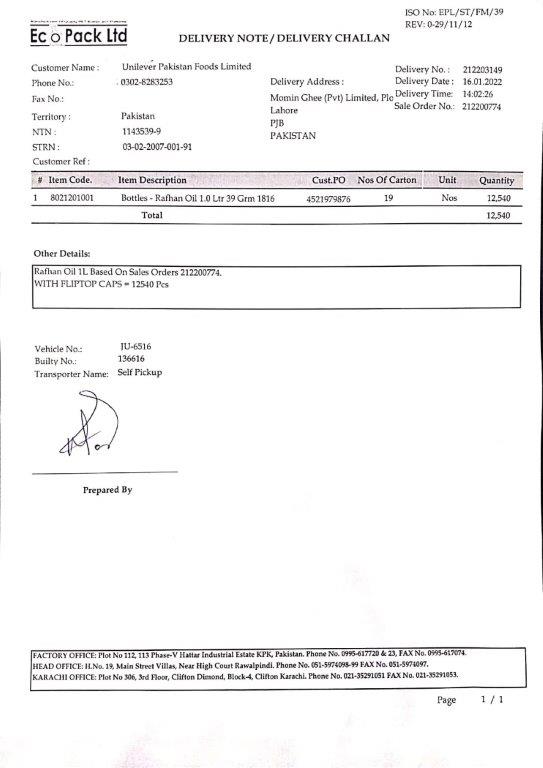 ISO No: EPL/ST/FM/39
REV: 0-29/11/12
Ec o Pack Ltd
DELIVERY NOTE / DELIVERY CHALLAN
Customer Name : Unilever Pakistan Foods Limited
Phone No.: . 0302-8283253
Fax No.:
Territory : Pakistan
NTN : 1143539-9
STRN : 03-02-2007-001-91
Customer Ref :
Delivery Address :
Momin Ghee (Pvt) Limited, Plo
Lahore
PJB
PAKISTAN
Delivery No. : 212203149
Delivery Date : 16.01.2022
Delivery Time: 14:02:26
Sale Order No.: 212200774
# Item Code. Item Description Cust.PO Nos Of Carton Unit Quantity
1 8021201001 Bottles - Rafhan Oil 1.0 Ltr 39 Grm 1816 4521979876 19 Nos 12,540
Total 12,540
Other Details:
Rafhan Oil 1L Based On Sales Orders 212200774.
WITH FLIPTOP CAPS = 12540 Pcs
Vehicle No.: JU-6516
Builty No.: 136616
Transporter Name: Self Pickup
Prepared By
FACTORY OFFICE: Plot No 112, 113 Phase-V Hattar Industrial Estate KPK, Pakistan. Phone No. 0995-617720 & 23, FAX No. 0995-617074.
HEAD OFFICE: H.No. 19, Main Street Villas, Near High Court Rawalpindi. Phone No. 051-5974098-99 FAX No. 051-5974097.
KARACHI OFFICE: Plot No 306, 3rd Floor, Clifton Dimond, Block-4, Clifton Karachi. Phone No. 021-35291051 FAX No. 021-35291053.
Page 1 / 1